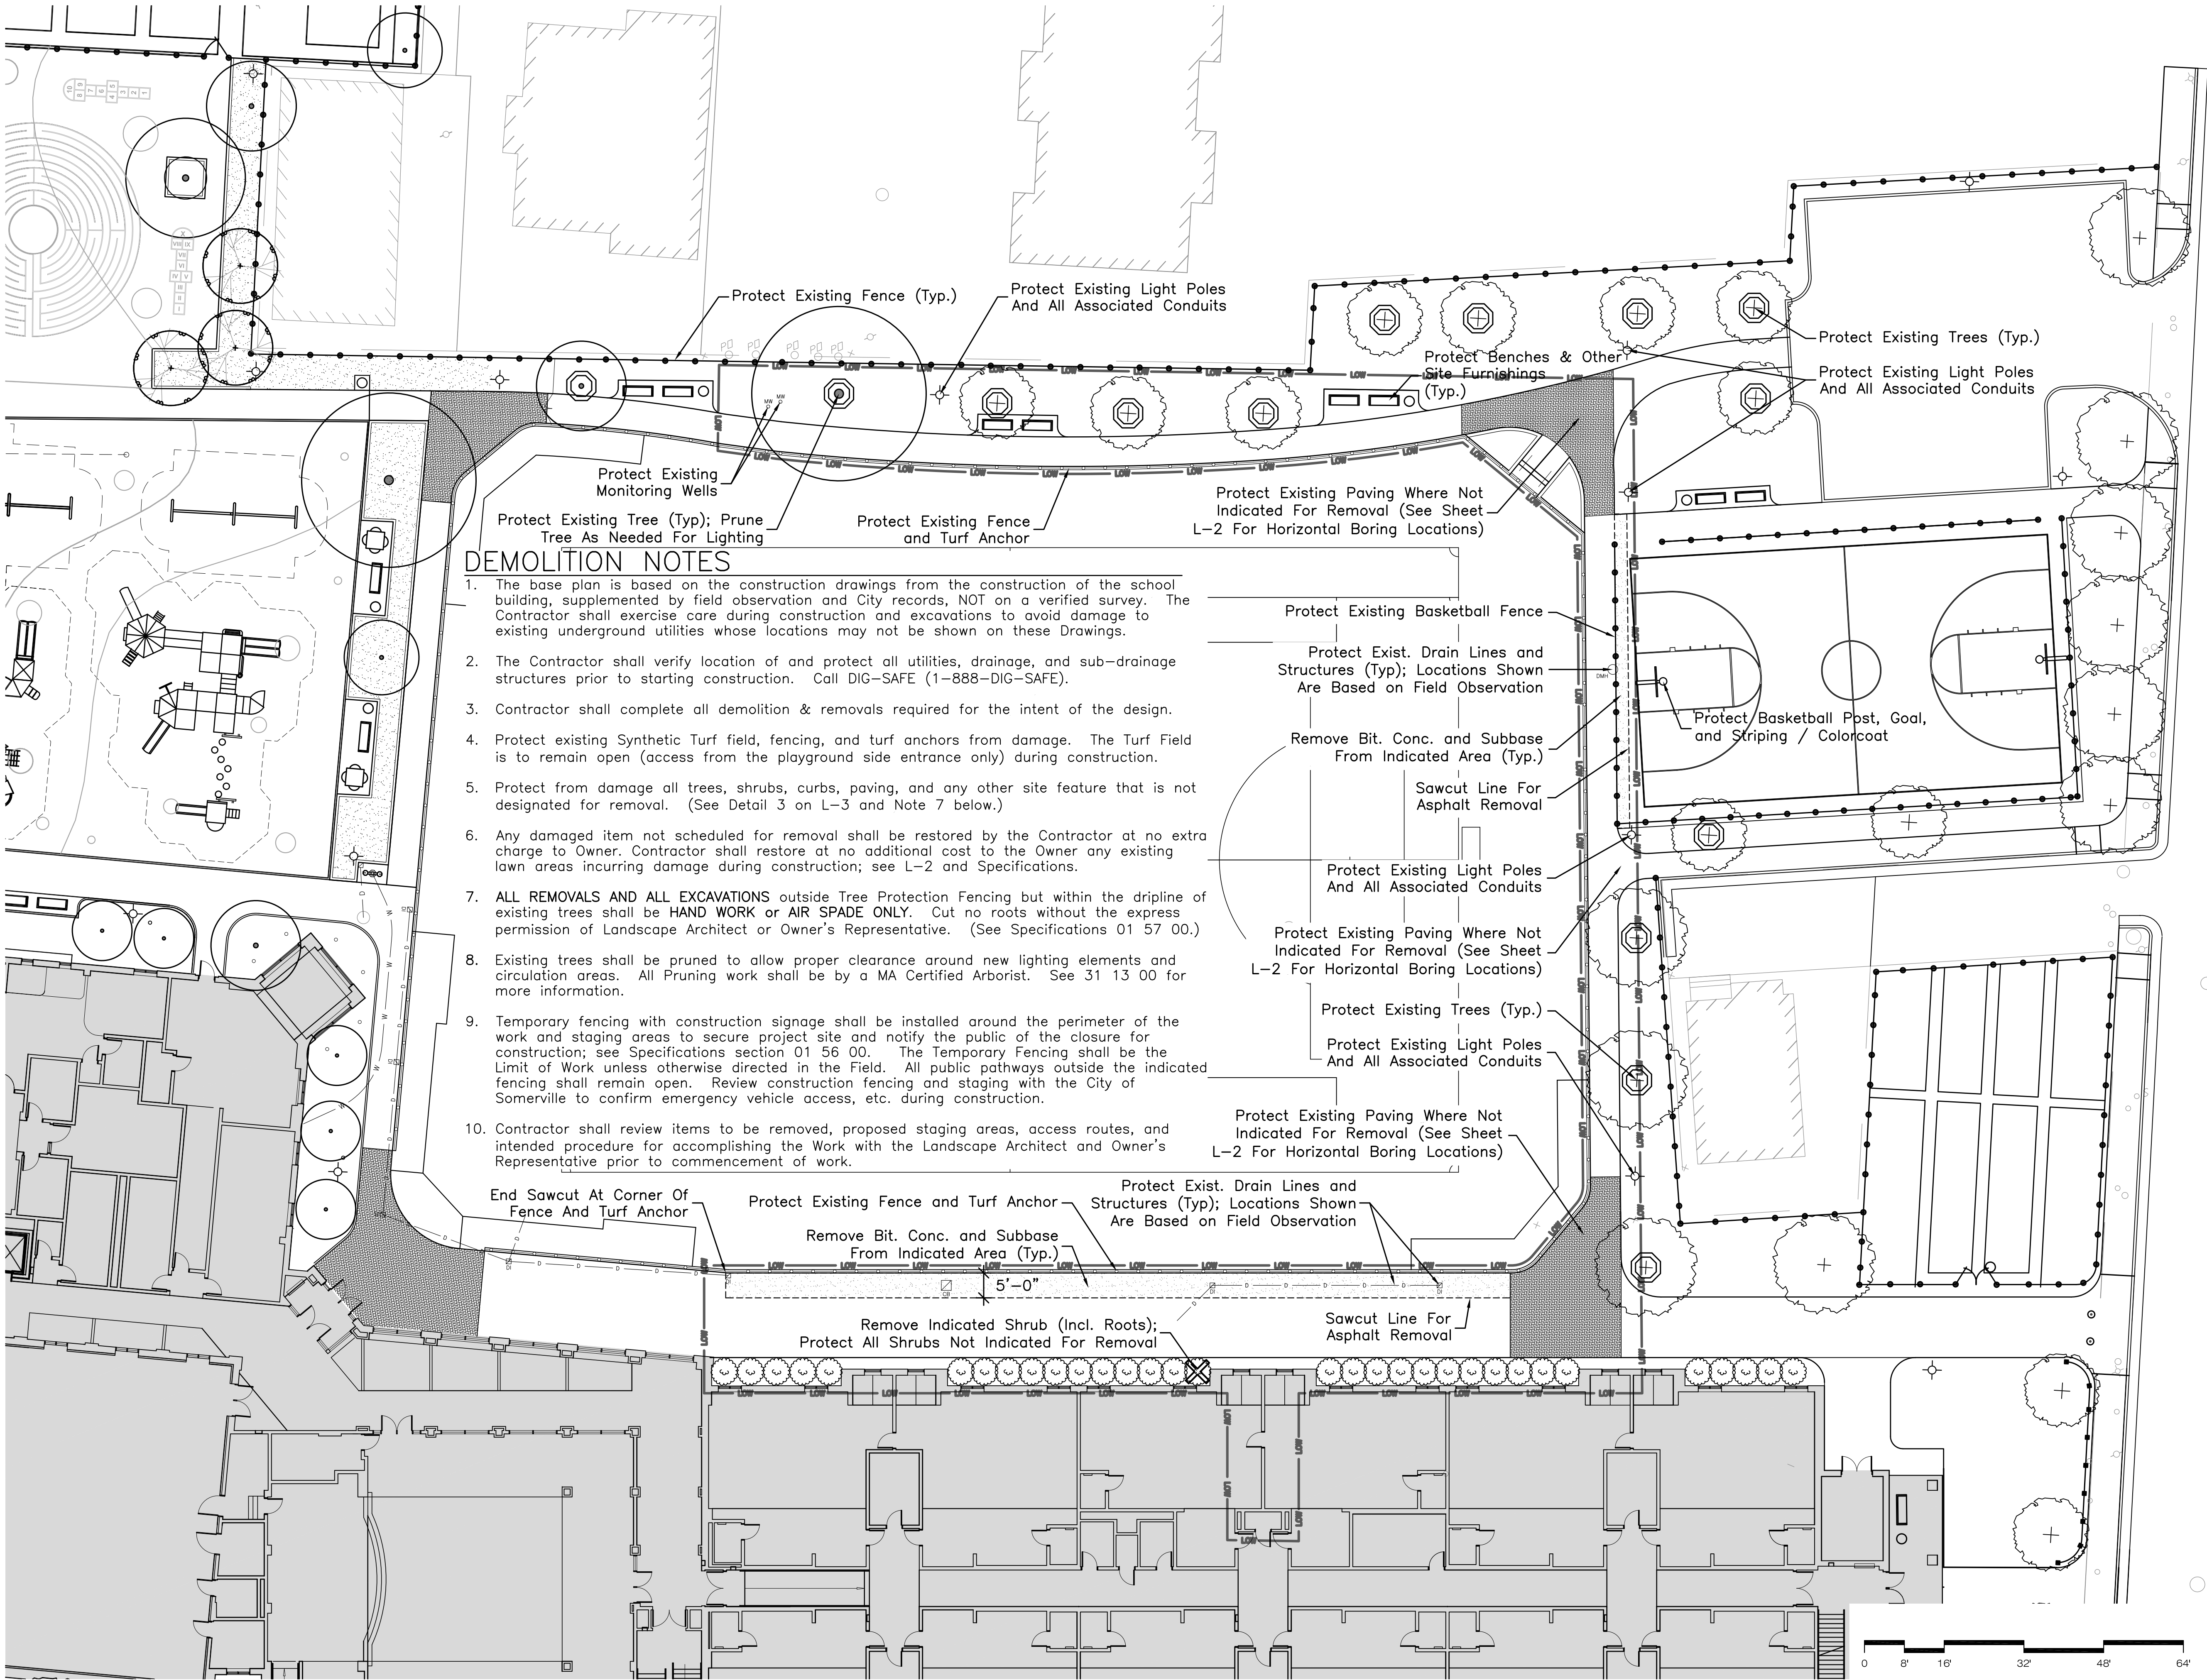 Protect Existing Fence (Typ.)
Protect Existing Light Poles
And All Associated Conduits
Protect Existing Trees (Typ.)
Protect Benches & Other
Site Furnishings
(Typ.)
Protect Existing Light Poles
And All Associated Conduits
MW
MW
Protect Existing
Monitoring Wells
Protect Existing Tree (Typ); Prune
Tree As Needed For Lighting
Protect Existing Fence
and Turf Anchor
Protect Existing Paving Where Not
Indicated For Removal (See Sheet
L-2 For Horizontal Boring Locations)
DEMOLITION NOTES
1. The base plan is based on the construction drawings from the construction of the school
building, supplemented by field observation and City records, NOT on a verified survey. The
Contractor shall exercise care during construction and excavations to avoid damage to
existing underground utilities whose locations may not be shown on these Drawings.
2. The Contractor shall verify location of and protect all utilities, drainage, and sub-drainage
structures prior to starting construction. Call DIG-SAFE (1-888-DIG-SAFE).
3. Contractor shall complete all demolition & removals required for the intent of the design.
4. Protect existing Synthetic Turf field, fencing, and turf anchors from damage. The Turf Field
is to remain open (access from the playground side entrance only) during construction.
5. Protect from damage all trees, shrubs, curbs, paving, and any other site feature that is not
designated for removal. (See Detail 3 on L-3 and Note 7 below.)
6. Any damaged item not scheduled for removal shall be restored by the Contractor at no extra
charge to Owner. Contractor shall restore at no additional cost to the Owner any existing
lawn areas incurring damage during construction; see L-2 and Specifications.
7. ALL REMOVALS AND ALL EXCAVATIONS outside Tree Protection Fencing but within the dripline of
existing trees shall be HAND WORK or AIR SPADE ONLY. Cut no roots without the express
permission of Landscape Architect or Owner's Representative. (See Specifications 01 57 00.)
8. Existing trees shall be pruned to allow proper clearance around new lighting elements and
circulation areas. All Pruning work shall be by a MA Certified Arborist. See 31 13 00 for
more information.
9. Temporary fencing with construction signage shall be installed around the perimeter of the
work and staging areas to secure project site and notify the public of the closure for
construction; see Specifications section 01 56 00. The Temporary Fencing shall be the
Limit of Work unless otherwise directed in the Field. All public pathways outside the indicated
fencing shall remain open. Review construction fencing and staging with the City of
Somerville to confirm emergency vehicle access, etc. during construction.
10. Contractor shall review items to be removed, proposed staging areas, access routes, and
intended procedure for accomplishing the Work with the Landscape Architect and Owner's
Representative prior to commencement of work.
Protect Existing Basketball Fence
Protect Exist. Drain Lines and
Structures (Typ); Locations Shown
Are Based on Field Observation
DMH
Protect Basketball Post, Goal,
and Striping / Colorcoat
Remove Bit. Conc. and Subbase
From Indicated Area (Typ.)
Sawcut Line For
Asphalt Removal
Protect Existing Light Poles
And All Associated Conduits
Protect Existing Paving Where Not
Indicated For Removal (See Sheet
L-2 For Horizontal Boring Locations)
Protect Existing Trees (Typ.)
Protect Existing Light Poles
And All Associated Conduits
Protect Existing Paving Where Not
Indicated For Removal (See Sheet
L-2 For Horizontal Boring Locations)
End Sawcut At Corner Of
Fence And Turf Anchor
Protect Existing Fence and Turf Anchor
Protect Exist. Drain Lines and
Structures (Typ); Locations Shown
Are Based on Field Observation
Remove Bit. Conc. and Subbase
From Indicated Area (Typ.)
5'-0"
CB
Remove Indicated Shrub (Incl. Roots);
Protect All Shrubs Not Indicated For Removal
Sawcut Line For
Asphalt Removal
LOW
0 8' 16' 32' 48' 64'